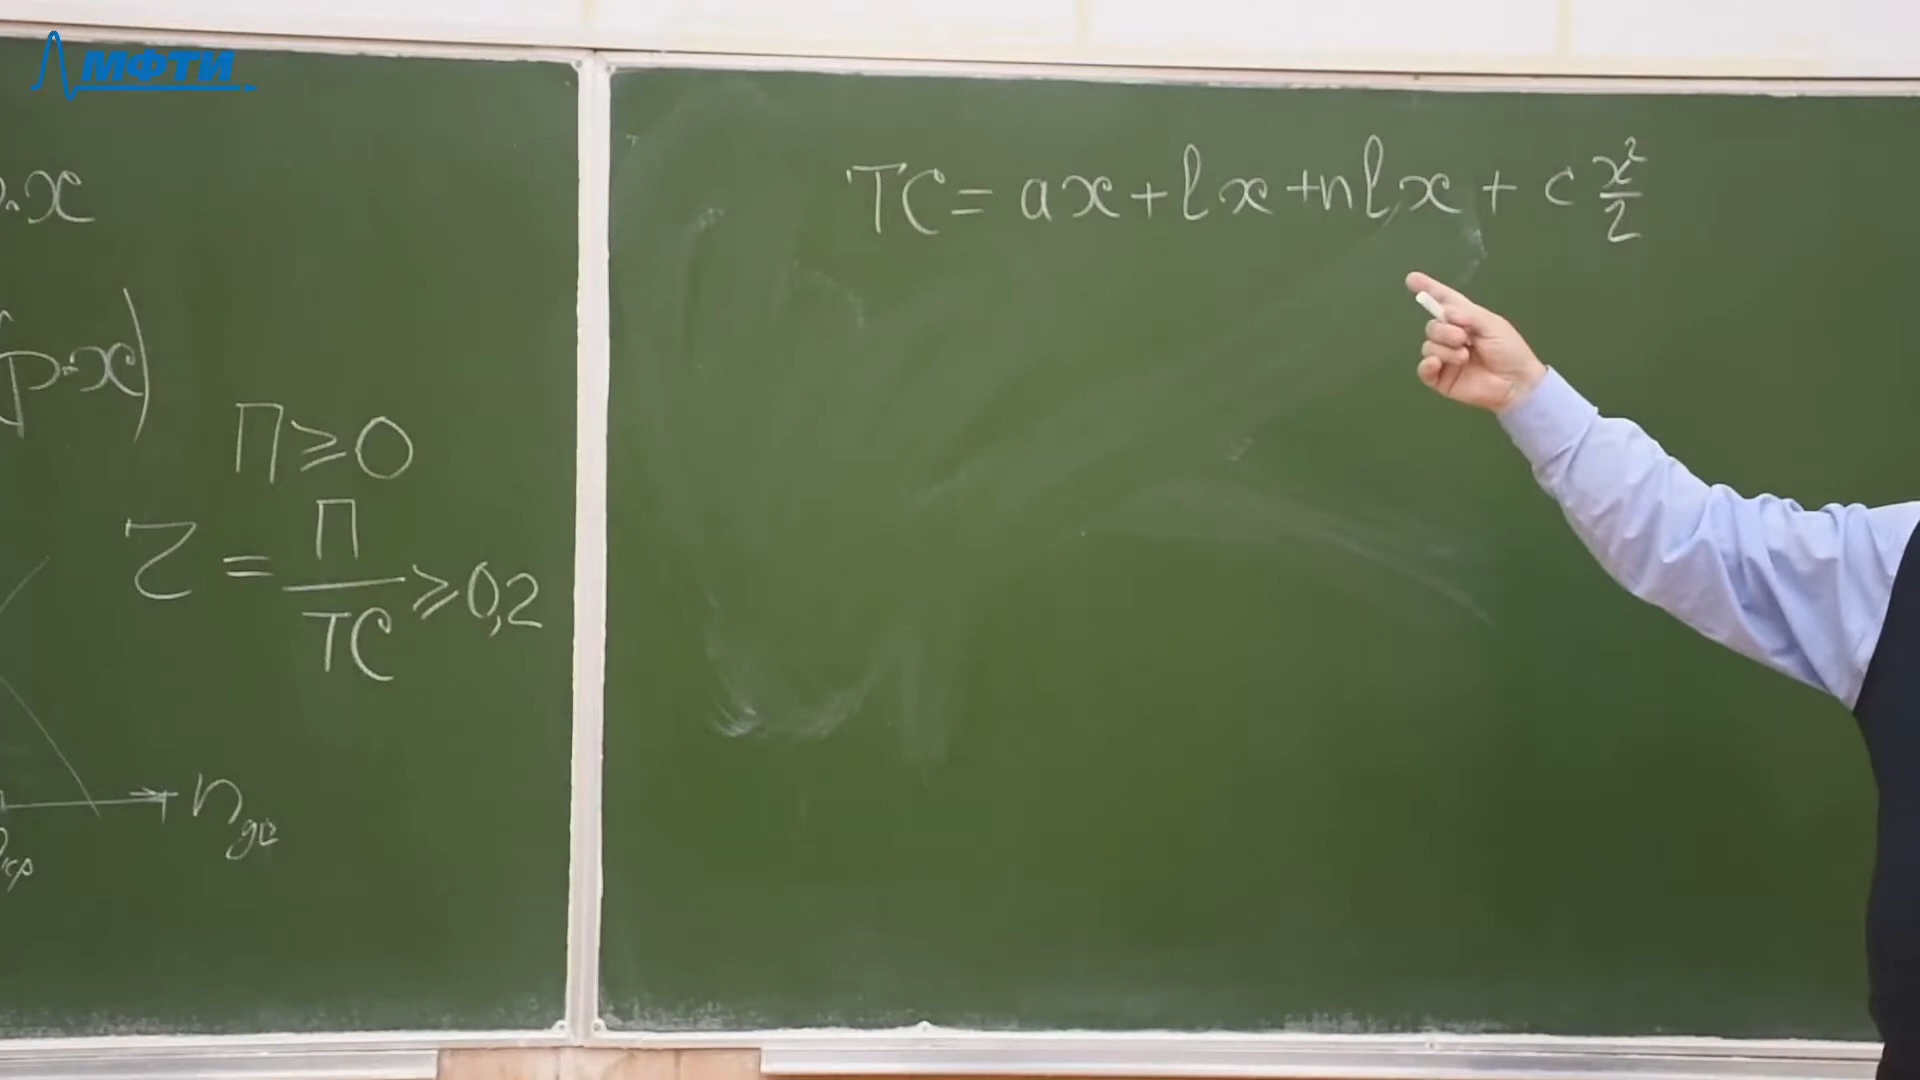 МФТИ
·x
p·x)
П ≥ 0
r = П/TC ≥ 0,2
n
TC = ax + lx + nlx + c x²/2